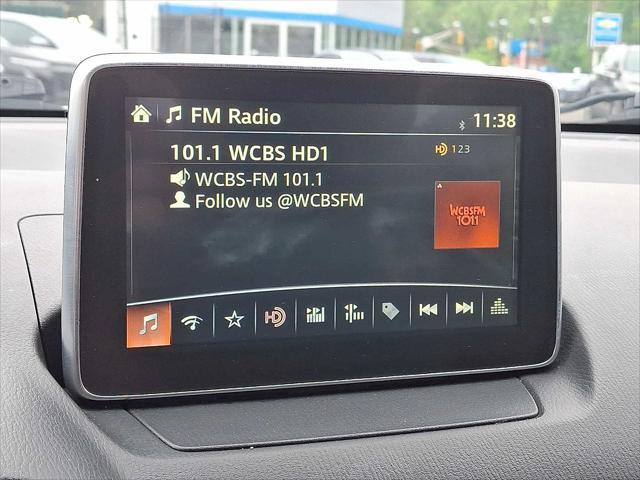 FM Radio
11:38
101.1 WCBS HD1
HD 123
WCBS-FM 101.1
Follow us @WCBSFM
WCBSFM
101.1
HD